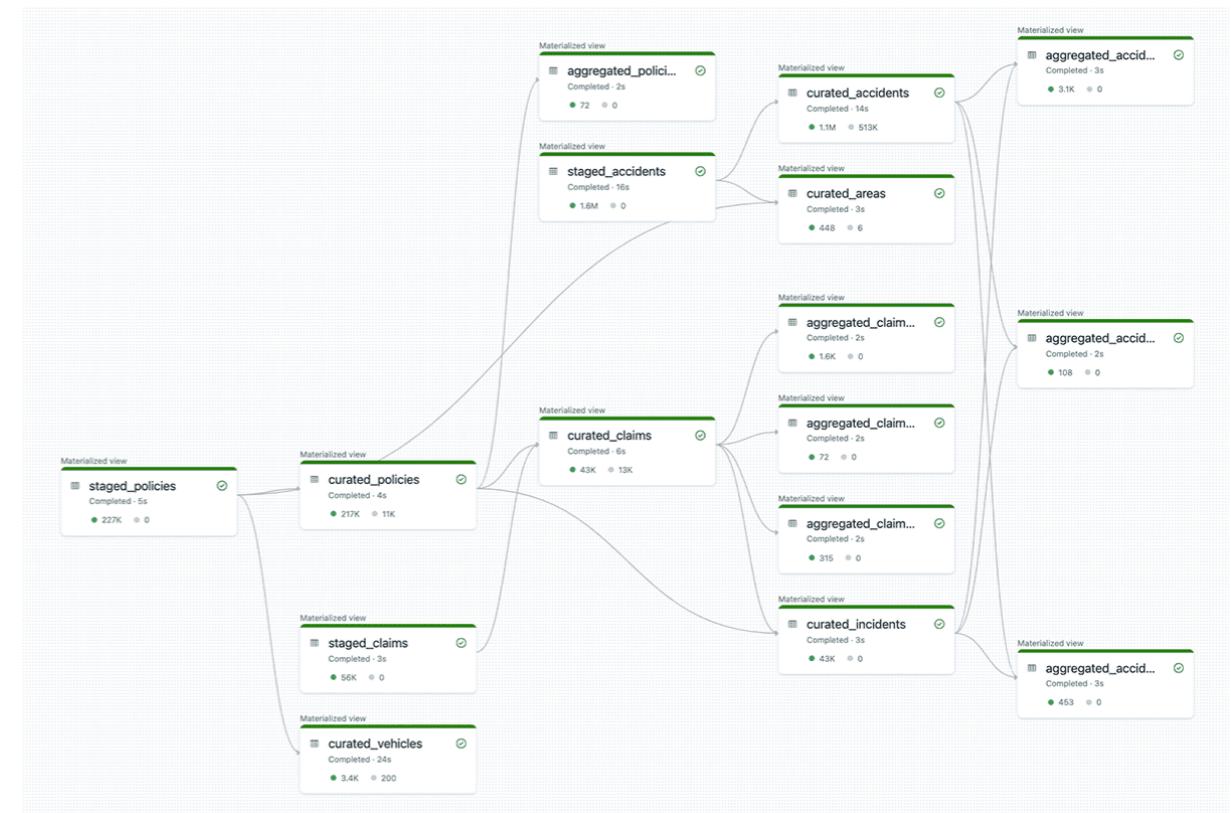 Materialized view
aggregated_polici...
Completed · 2s
72 0
Materialized view
staged_accidents
Completed · 16s
1.6M 0
Materialized view
curated_accidents
Completed · 14s
1.1M 513K
Materialized view
curated_areas
Completed · 3s
448 6
Materialized view
aggregated_accid...
Completed · 3s
3.1K 0
Materialized view
aggregated_claim...
Completed · 2s
1.6K 0
Materialized view
aggregated_accid...
Completed · 2s
108 0
Materialized view
staged_policies
Completed · 5s
227K 0
Materialized view
curated_policies
Completed · 4s
217K 11K
Materialized view
curated_claims
Completed · 6s
43K 13K
Materialized view
aggregated_claim...
Completed · 2s
72 0
Materialized view
aggregated_claim...
Completed · 2s
315 0
Materialized view
staged_claims
Completed · 3s
56K 0
Materialized view
curated_incidents
Completed · 3s
43K 0
Materialized view
aggregated_accid...
Completed · 3s
453 0
Materialized view
curated_vehicles
Completed · 24s
3.4K 200